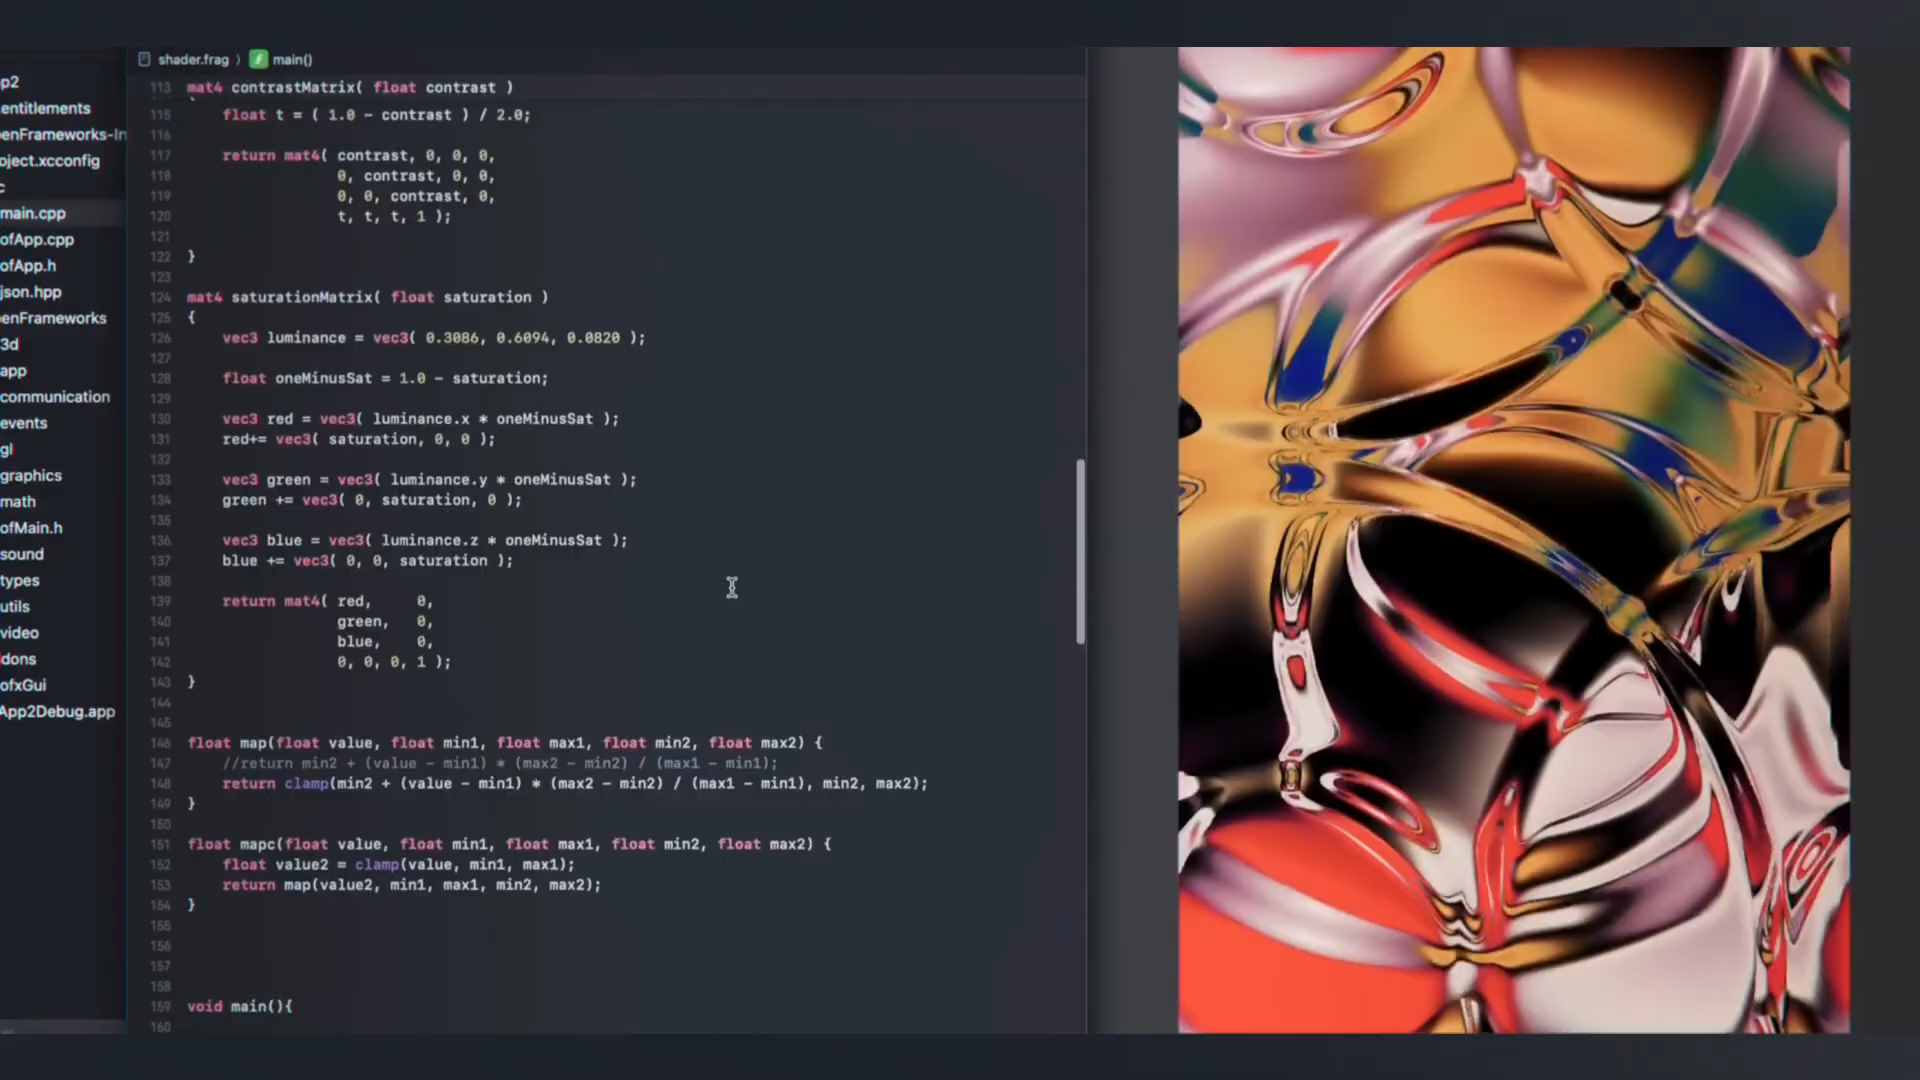 shader.frag ⟩ main()
p2
entitlements
enFrameworks-In
oject.xcconfig
c
main.cpp
ofApp.cpp
ofApp.h
json.hpp
enFrameworks
3d
app
communication
events
gl
graphics
math
ofMain.h
sound
types
utils
video
dons
ofxGui
App2Debug.app
113 mat4 contrastMatrix( float contrast )
115 float t = ( 1.0 - contrast ) / 2.0;
116
117 return mat4( contrast, 0, 0, 0,
118 0, contrast, 0, 0,
119 0, 0, contrast, 0,
120 t, t, t, 1 );
121
122 }
123
124 mat4 saturationMatrix( float saturation )
125 {
126 vec3 luminance = vec3( 0.3086, 0.6094, 0.0820 );
127
128 float oneMinusSat = 1.0 - saturation;
129
130 vec3 red = vec3( luminance.x * oneMinusSat );
131 red+= vec3( saturation, 0, 0 );
132
133 vec3 green = vec3( luminance.y * oneMinusSat );
134 green += vec3( 0, saturation, 0 );
135
136 vec3 blue = vec3( luminance.z * oneMinusSat );
137 blue += vec3( 0, 0, saturation );
138
139 return mat4( red, 0,
140 green, 0,
141 blue, 0,
142 0, 0, 0, 1 );
143 }
144
145
146 float map(float value, float min1, float max1, float min2, float max2) {
147 //return min2 + (value - min1) * (max2 - min2) / (max1 - min1);
148 return clamp(min2 + (value - min1) * (max2 - min2) / (max1 - min1), min2, max2);
149 }
150
151 float mapc(float value, float min1, float max1, float min2, float max2) {
152 float value2 = clamp(value, min1, max1);
153 return map(value2, min1, max1, min2, max2);
154 }
155
156
157
158
159 void main(){
160